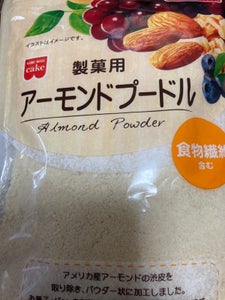 イラストはイメージです。
HOME MADE
cake
製菓用
アーモンドプードル
Almond Powder
食物繊維
含む
アメリカ産アーモンドの渋皮を
取り除き、パウダー状に加工しました。